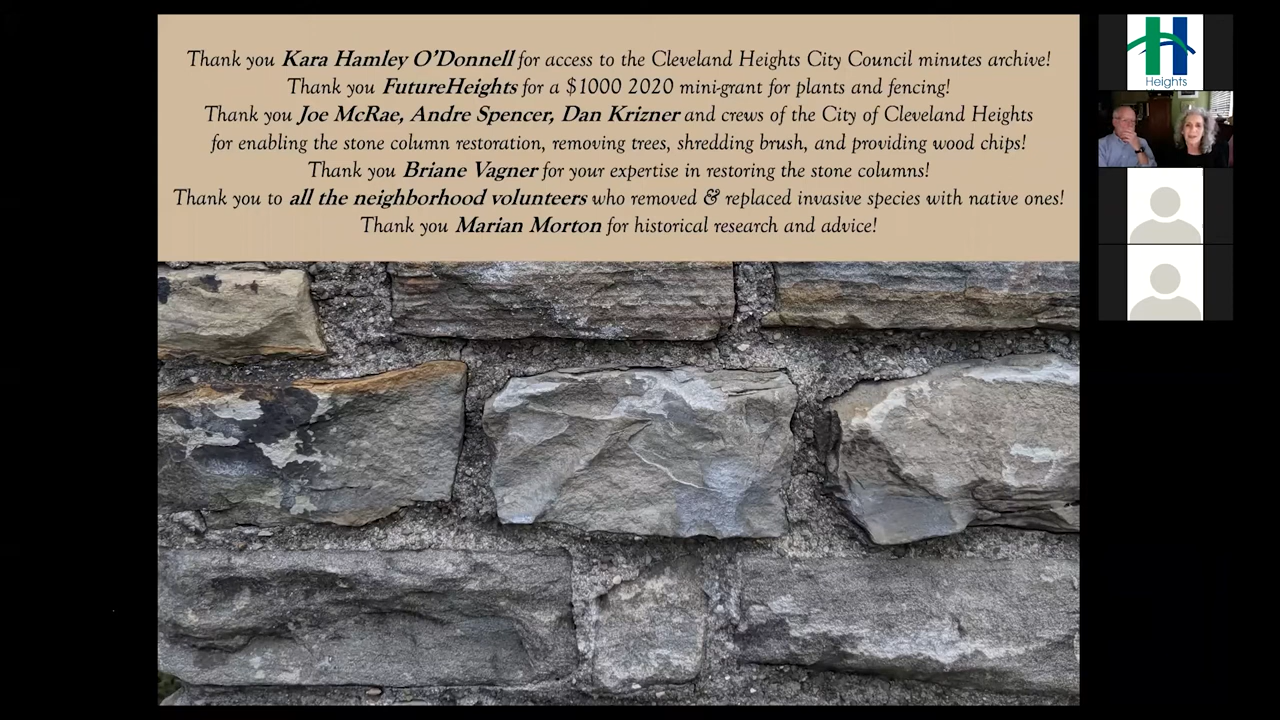 Thank you Kara Hamley O'Donnell for access to the Cleveland Heights City Council minutes archive!
Thank you FutureHeights for a $1000 2020 mini-grant for plants and fencing!
Thank you Joe McRae, Andre Spencer, Dan Krizner and crews of the City of Cleveland Heights
for enabling the stone column restoration, removing trees, shredding brush, and providing wood chips!
Thank you Briane Vagner for your expertise in restoring the stone columns!
Thank you to all the neighborhood volunteers who removed & replaced invasive species with native ones!
Thank you Marian Morton for historical research and advice!
H
Heights